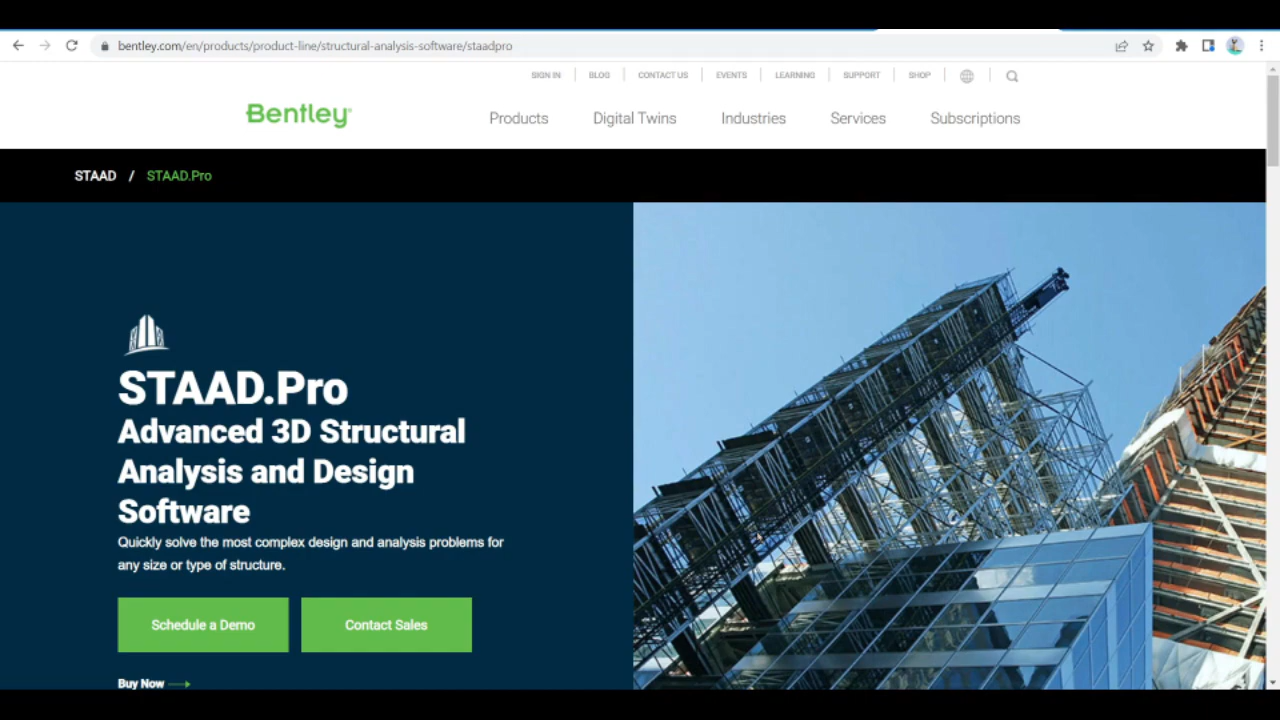 bentley.com/en/products/product-line/structural-analysis-software/staadpro
SIGN IN BLOG CONTACT US EVENTS LEARNING SUPPORT SHOP
Bentley®
Products Digital Twins Industries Services Subscriptions
STAAD / STAAD.Pro
STAAD.Pro
Advanced 3D Structural
Analysis and Design
Software
Quickly solve the most complex design and analysis problems for
any size or type of structure.
Schedule a Demo Contact Sales
Buy Now